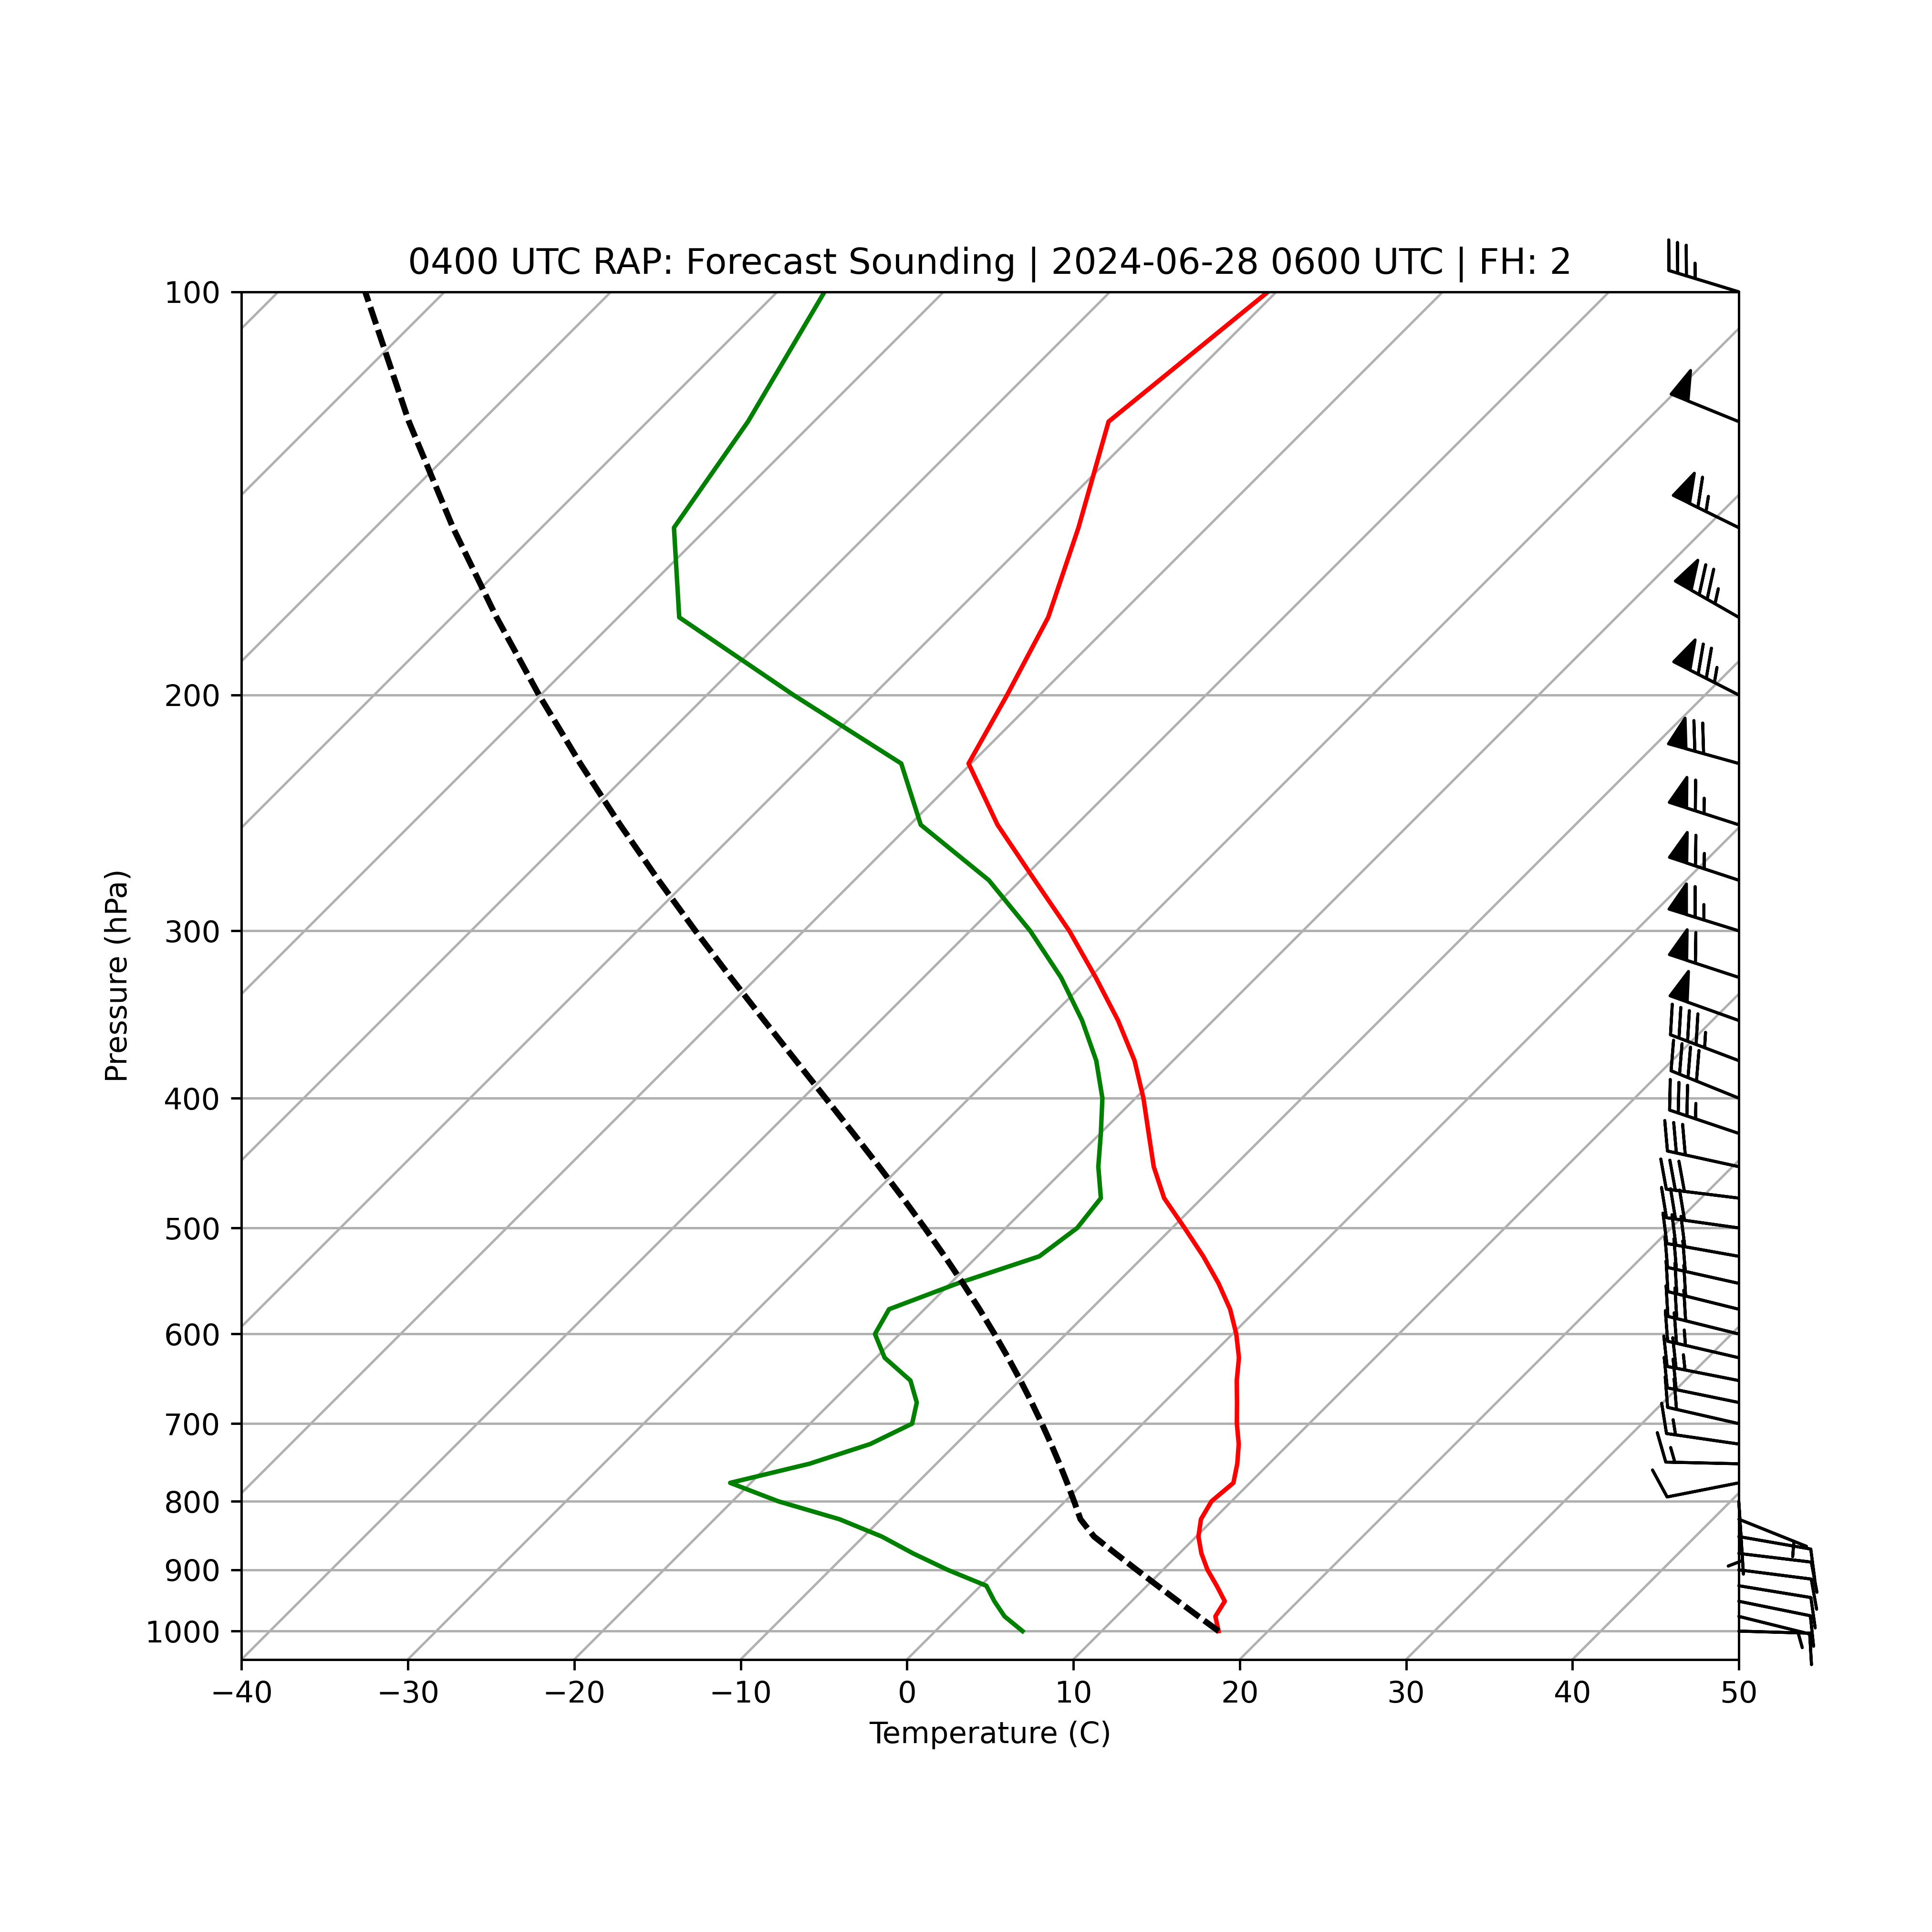 0400 UTC RAP: Forecast Sounding | 2024-06-28 0600 UTC | FH: 2
100
200
300
400
500
600
700
800
900
1000
Pressure (hPa)
−40 −30 −20 −10 0 10 20 30 40 50
Temperature (C)